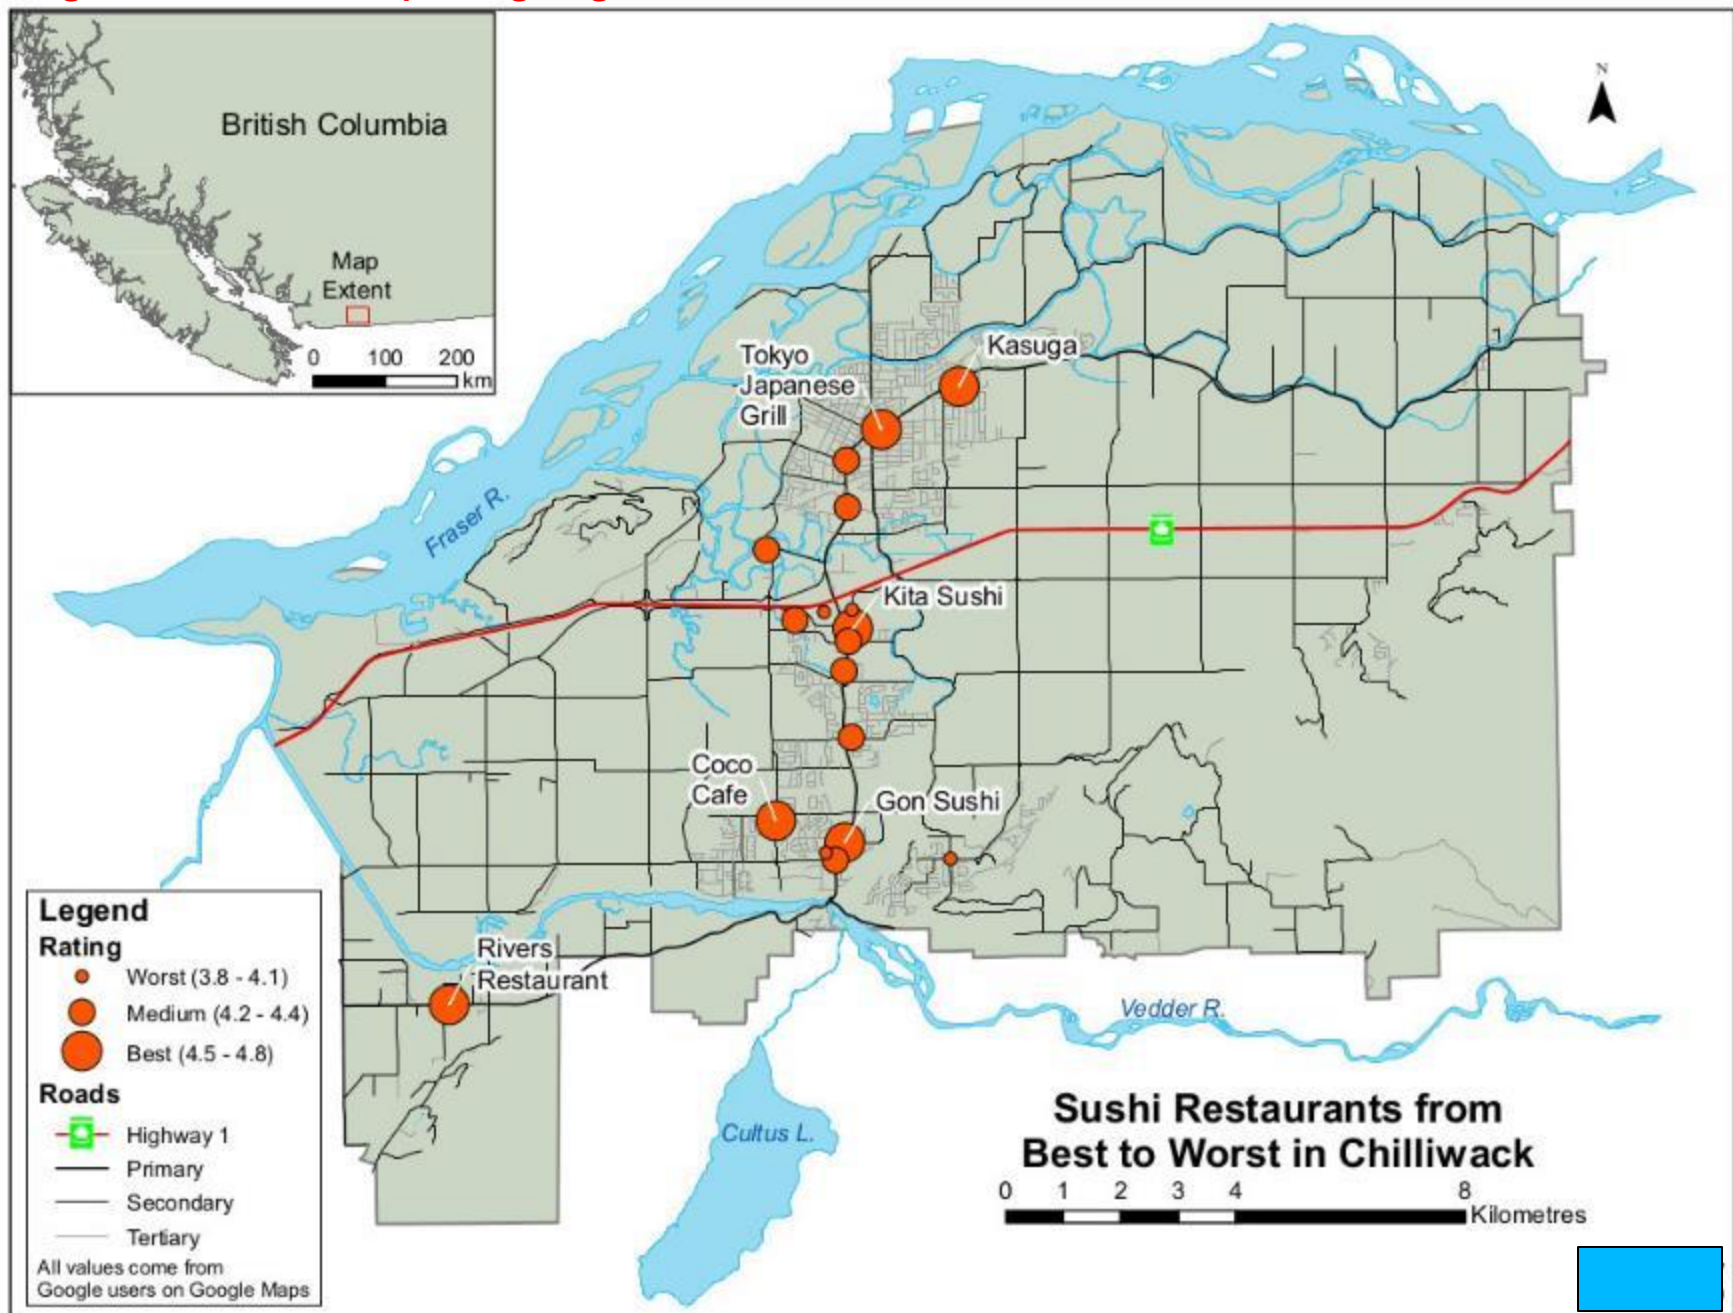 British Columbia
Map
Extent
0 100 200
km
N
Tokyo
Japanese
Grill
Kasuga
Fraser R.
Kita Sushi
Coco
Cafe
Gon Sushi
Rivers
Restaurant
Vedder R.
Cultus L.
Legend
Rating
Worst (3.8 - 4.1)
Medium (4.2 - 4.4)
Best (4.5 - 4.8)
Roads
Highway 1
Primary
Secondary
Tertiary
All values come from
Google users on Google Maps
Sushi Restaurants from
Best to Worst in Chilliwack
0 1 2 3 4 8
Kilometres